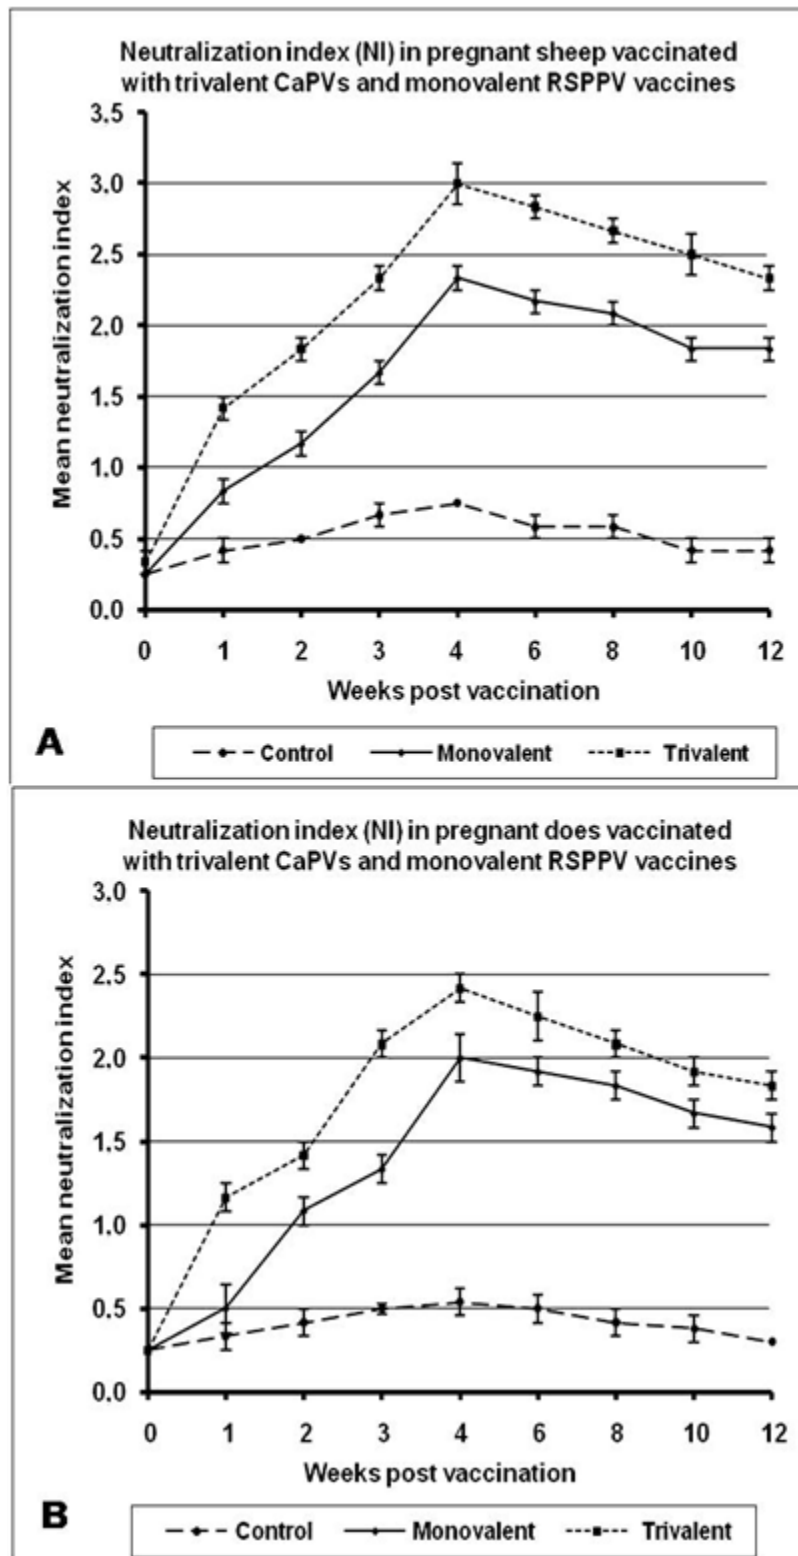 Neutralization index (NI) in pregnant sheep vaccinated
with trivalent CaPVs and monovalent RSPPV vaccines
3.5
3.0
2.5
2.0
1.5
1.0
0.5
0.0
Mean neutralization index
0 1 2 3 4 6 8 10 12
Weeks post vaccination
A
Control Monovalent Trivalent
Neutralization index (NI) in pregnant does vaccinated
with trivalent CaPVs and monovalent RSPPV vaccines
3.0
2.5
2.0
1.5
1.0
0.5
0.0
Mean neutralization index
0 1 2 3 4 6 8 10 12
Weeks post vaccination
B
Control Monovalent Trivalent